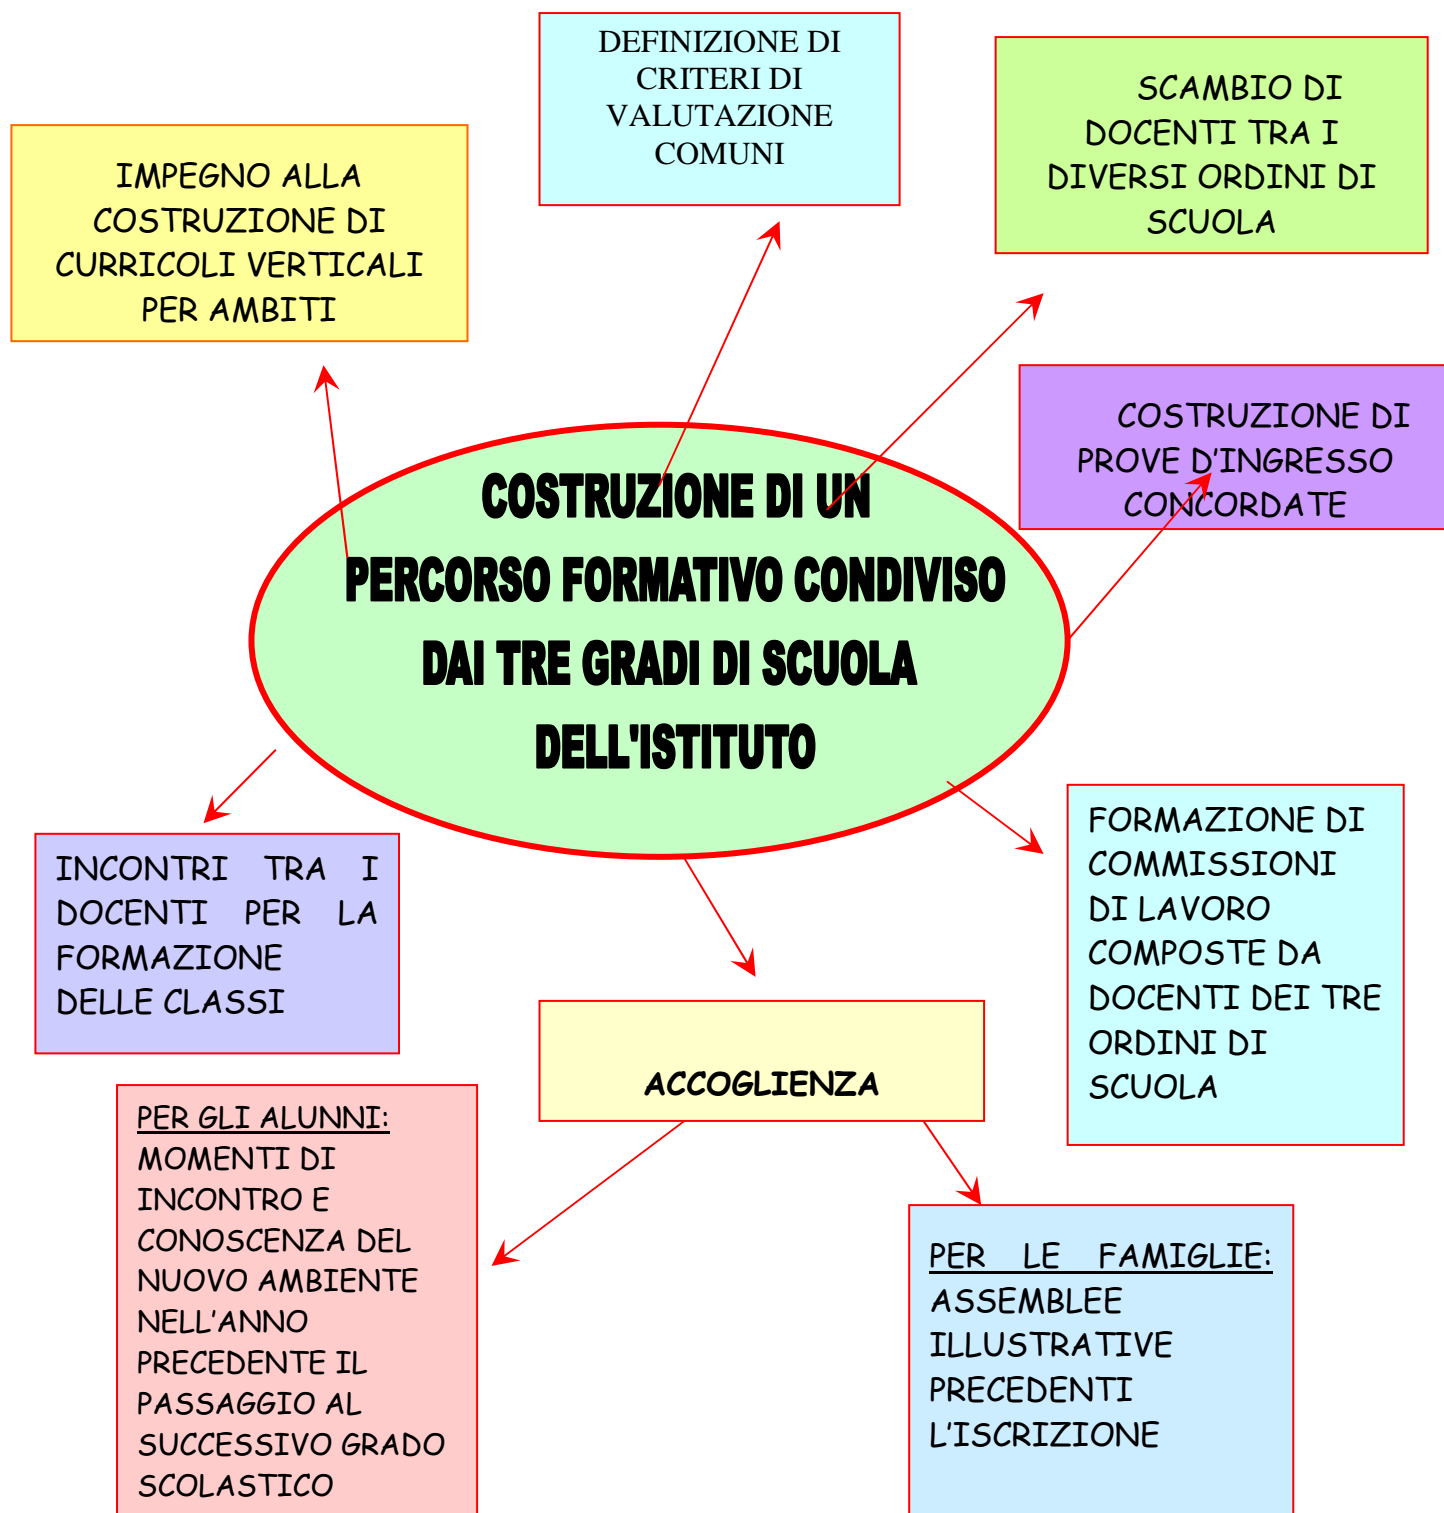 DEFINIZIONE DI
CRITERI DI
VALUTAZIONE
COMUNI
SCAMBIO DI
DOCENTI TRA I
DIVERSI ORDINI DI
SCUOLA
IMPEGNO ALLA
COSTRUZIONE DI
CURRICOLI VERTICALI
PER AMBITI
COSTRUZIONE DI
PROVE D'INGRESSO
CONCORDATE
COSTRUZIONE DI UN
PERCORSO FORMATIVO CONDIVISO
DAI TRE GRADI DI SCUOLA
DELL'ISTITUTO
INCONTRI TRA I
DOCENTI PER LA
FORMAZIONE
DELLE CLASSI
FORMAZIONE DI
COMMISSIONI
DI LAVORO
COMPOSTE DA
DOCENTI DEI TRE
ORDINI DI
SCUOLA
ACCOGLIENZA
PER GLI ALUNNI:
MOMENTI DI
INCONTRO E
CONOSCENZA DEL
NUOVO AMBIENTE
NELL'ANNO
PRECEDENTE IL
PASSAGGIO AL
SUCCESSIVO GRADO
SCOLASTICO
PER LE FAMIGLIE:
ASSEMBLEE
ILLUSTRATIVE
PRECEDENTI
L'ISCRIZIONE